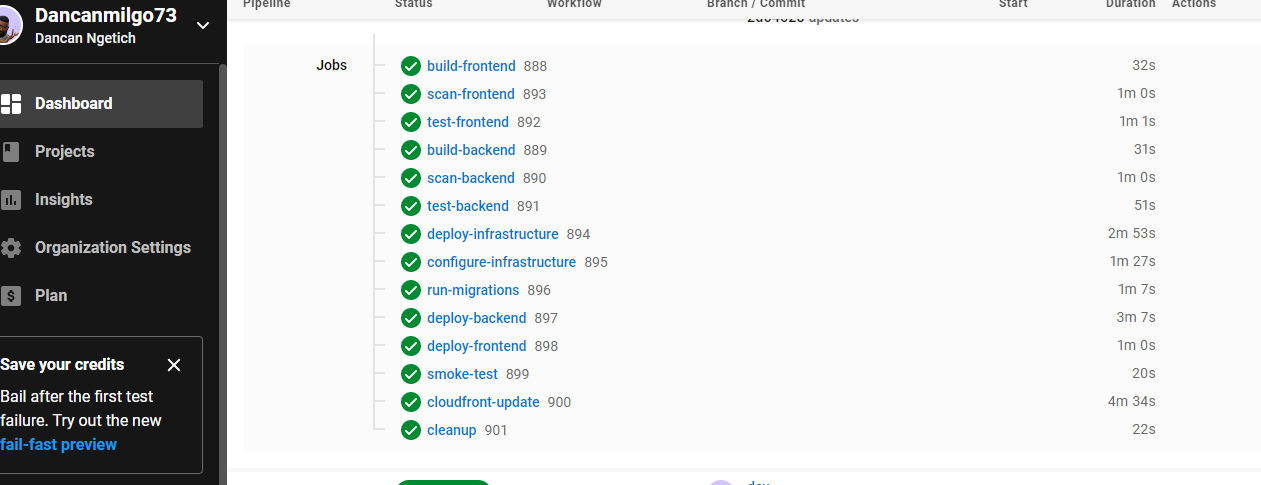 Dancanmilgo73
Dancan Ngetich
Dashboard
Projects
Insights
Organization Settings
Plan
Save your credits
Bail after the first test
failure. Try out the new
fail-fast preview
Pipeline Status Workflow Branch / Commit Start Duration Actions
updates
Jobs
build-frontend 888 32s
scan-frontend 893 1m 0s
test-frontend 892 1m 1s
build-backend 889 31s
scan-backend 890 1m 0s
test-backend 891 51s
deploy-infrastructure 894 2m 53s
configure-infrastructure 895 1m 27s
run-migrations 896 1m 7s
deploy-backend 897 3m 7s
deploy-frontend 898 1m 0s
smoke-test 899 20s
cloudfront-update 900 4m 34s
cleanup 901 22s
dev